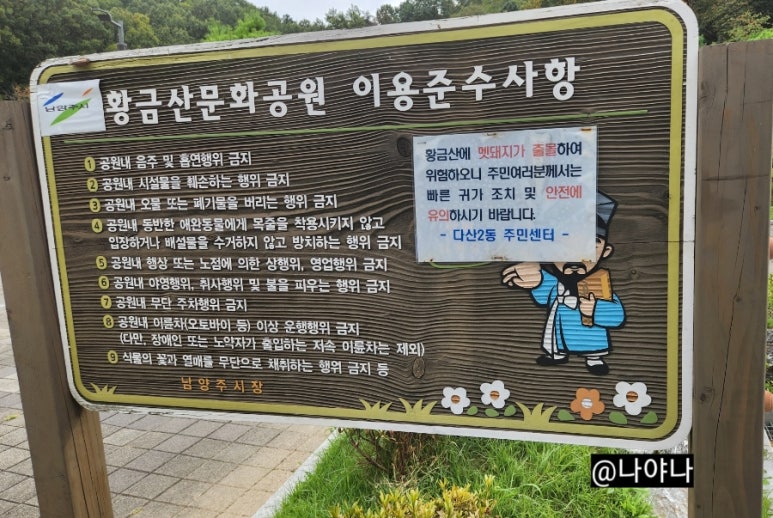 남양주시
황금산문화공원 이용준수사항
1 공원내 음주 및 흡연행위 금지
2 공원내 시설물을 훼손하는 행위 금지
3 공원내 오물 또는 폐기물을 버리는 행위 금지
4 공원내 동반한 애완동물에게 목줄을 착용시키지 않고
입장하거나 배설물을 수거하지 않고 방치하는 행위 금지
5 공원내 행상 또는 노점에 의한 상행위, 영업행위 금지
6 공원내 야영행위, 취사행위 및 불을 피우는 행위 금지
7 공원내 무단 주차행위 금지
8 공원내 이륜차(오토바이 등) 이상 운행행위 금지
(다만, 장애인 또는 노약자가 출입하는 저속 이륜차는 제외)
9 식물의 꽃과 열매를 무단으로 채취하는 행위 금지 등
남양주시장
황금산에 멧돼지가 출몰하여
위험하오니 주민여러분께서는
빠른 귀가 조치 및 안전에
유의하시기 바랍니다.
- 다산2동 주민센터 -
@나야나